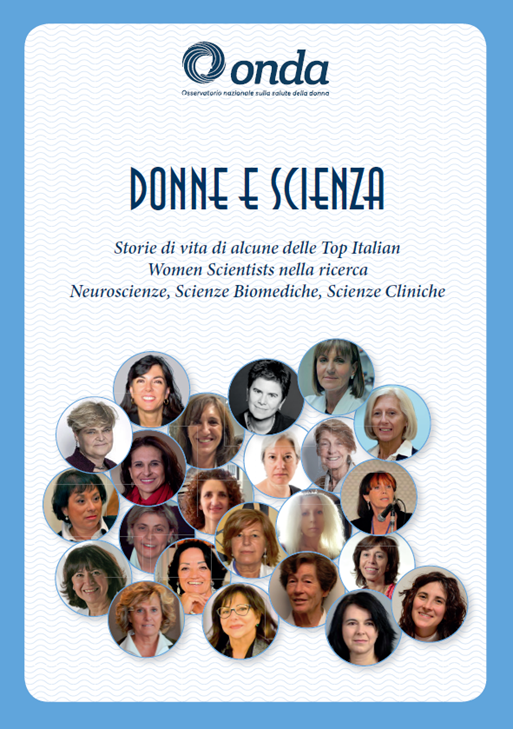 onda
Osservatorio nazionale sulla salute della donna
DONNE E SCIENZA
Storie di vita di alcune delle Top Italian
Women Scientists nella ricerca
Neuroscienze, Scienze Biomediche, Scienze Cliniche